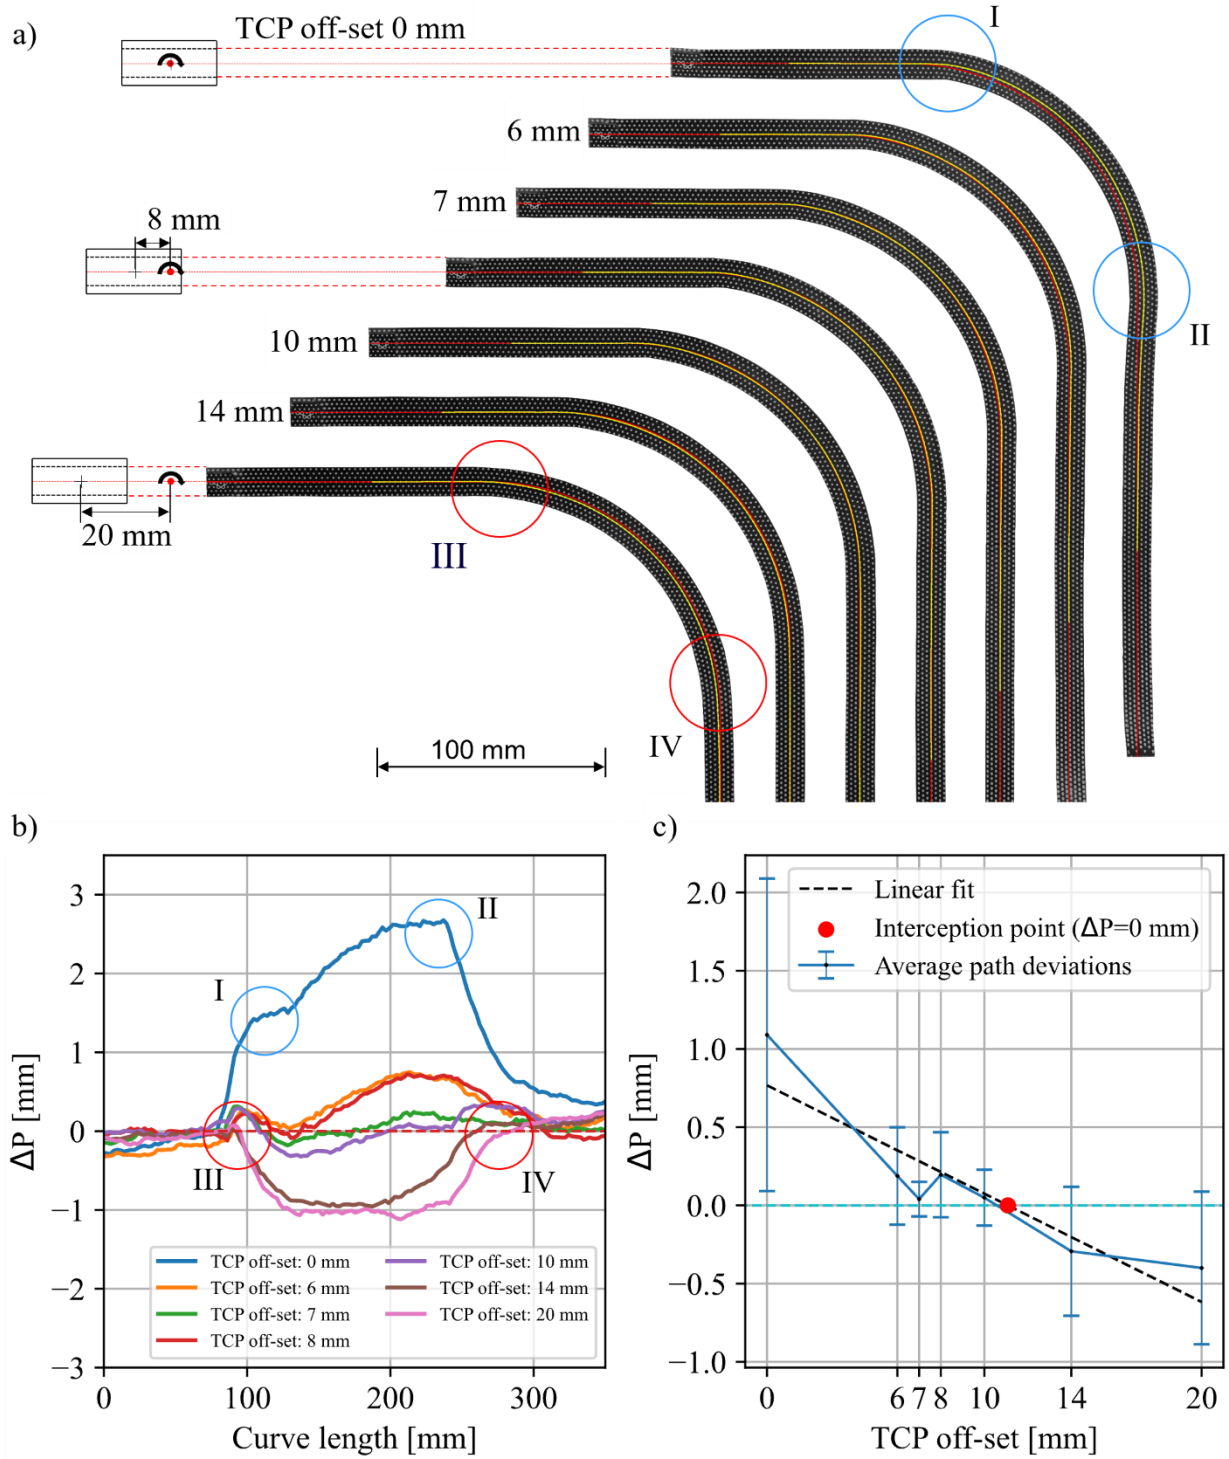 a)
TCP off-set 0 mm
I
6 mm
7 mm
8 mm
II
10 mm
14 mm
20 mm
III
IV
100 mm
b)
3
2
1
0
−1
−2
−3
ΔP [mm]
I
II
III
IV
TCP off-set: 0 mm
TCP off-set: 6 mm
TCP off-set: 7 mm
TCP off-set: 8 mm
TCP off-set: 10 mm
TCP off-set: 14 mm
TCP off-set: 20 mm
0 100 200 300
Curve length [mm]
c)
2.0
1.5
1.0
0.5
0.0
−0.5
−1.0
ΔP [mm]
Linear fit
Interception point (ΔP=0 mm)
Average path deviations
0 6 7 8 10 14 20
TCP off-set [mm]